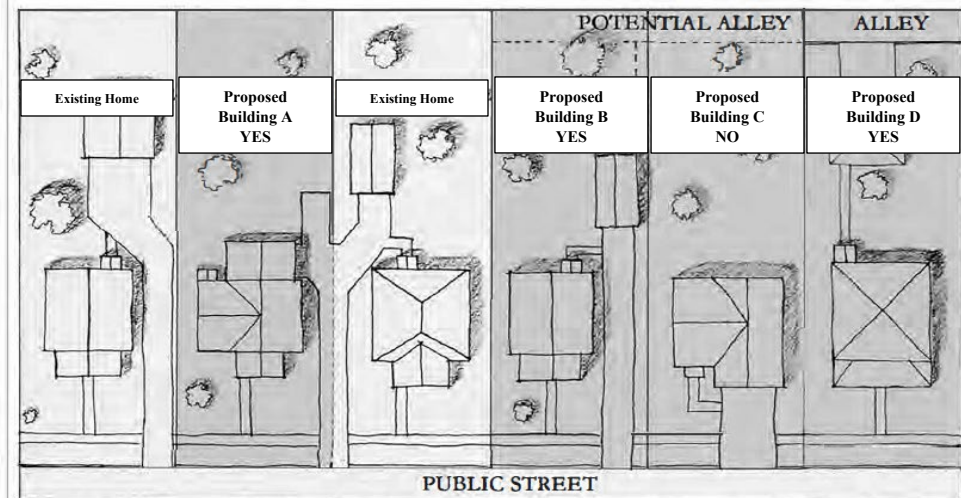 POTENTIAL ALLEY
ALLEY
Existing Home
Proposed
Building A
YES
Existing Home
Proposed
Building B
YES
Proposed
Building C
NO
Proposed
Building D
YES
PUBLIC STREET